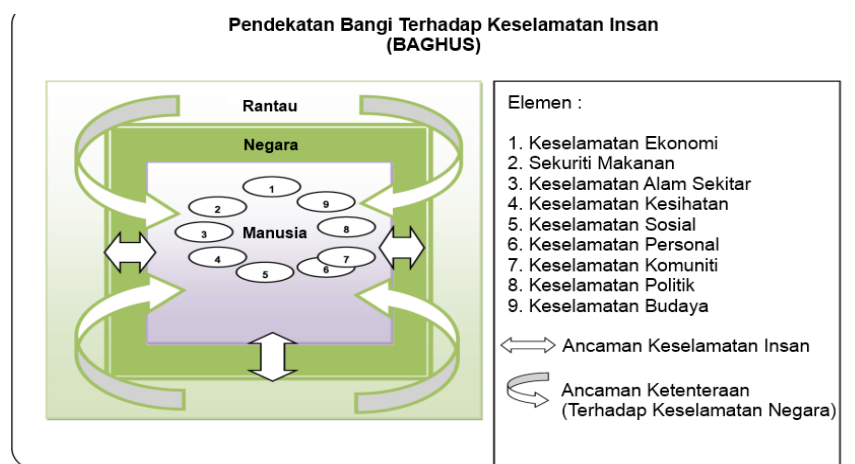 Pendekatan Bangi Terhadap Keselamatan Insan
(BAGHUS)
Rantau
Negara
1
2
9
3
Manusia
8
4
7
5
6
Elemen :
1. Keselamatan Ekonomi
2. Sekuriti Makanan
3. Keselamatan Alam Sekitar
4. Keselamatan Kesihatan
5. Keselamatan Sosial
6. Keselamatan Personal
7. Keselamatan Komuniti
8. Keselamatan Politik
9. Keselamatan Budaya
Ancaman Keselamatan Insan
Ancaman Ketenteraan
(Terhadap Keselamatan Negara)